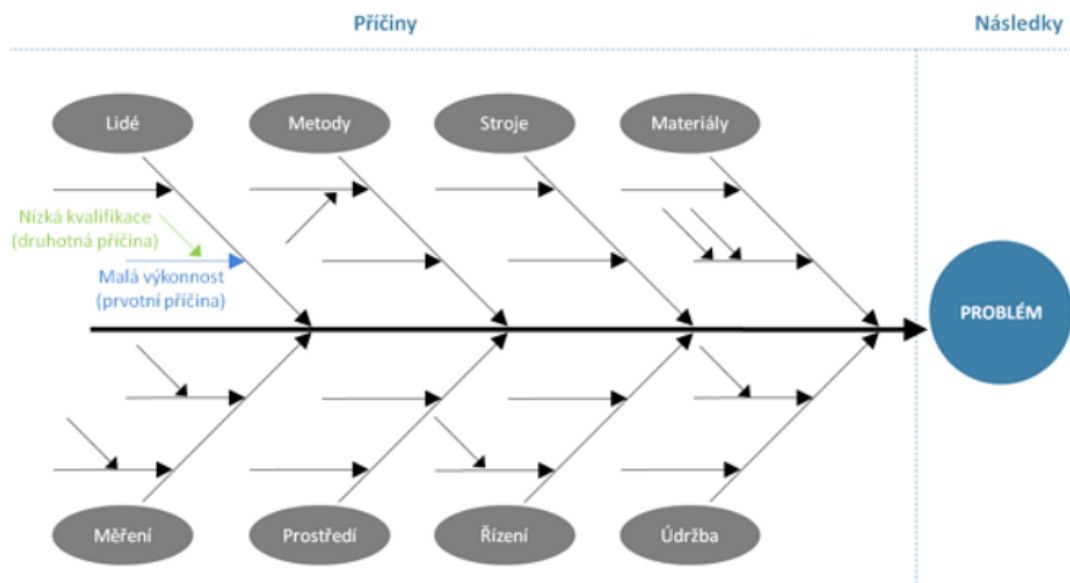 Příčiny
Následky
Lidé
Metody
Stroje
Materiály
Nízká kvalifikace
(druhotná příčina)
Malá výkonnost
(prvotní příčina)
PROBLÉM
Měření
Prostředí
Řízení
Údržba